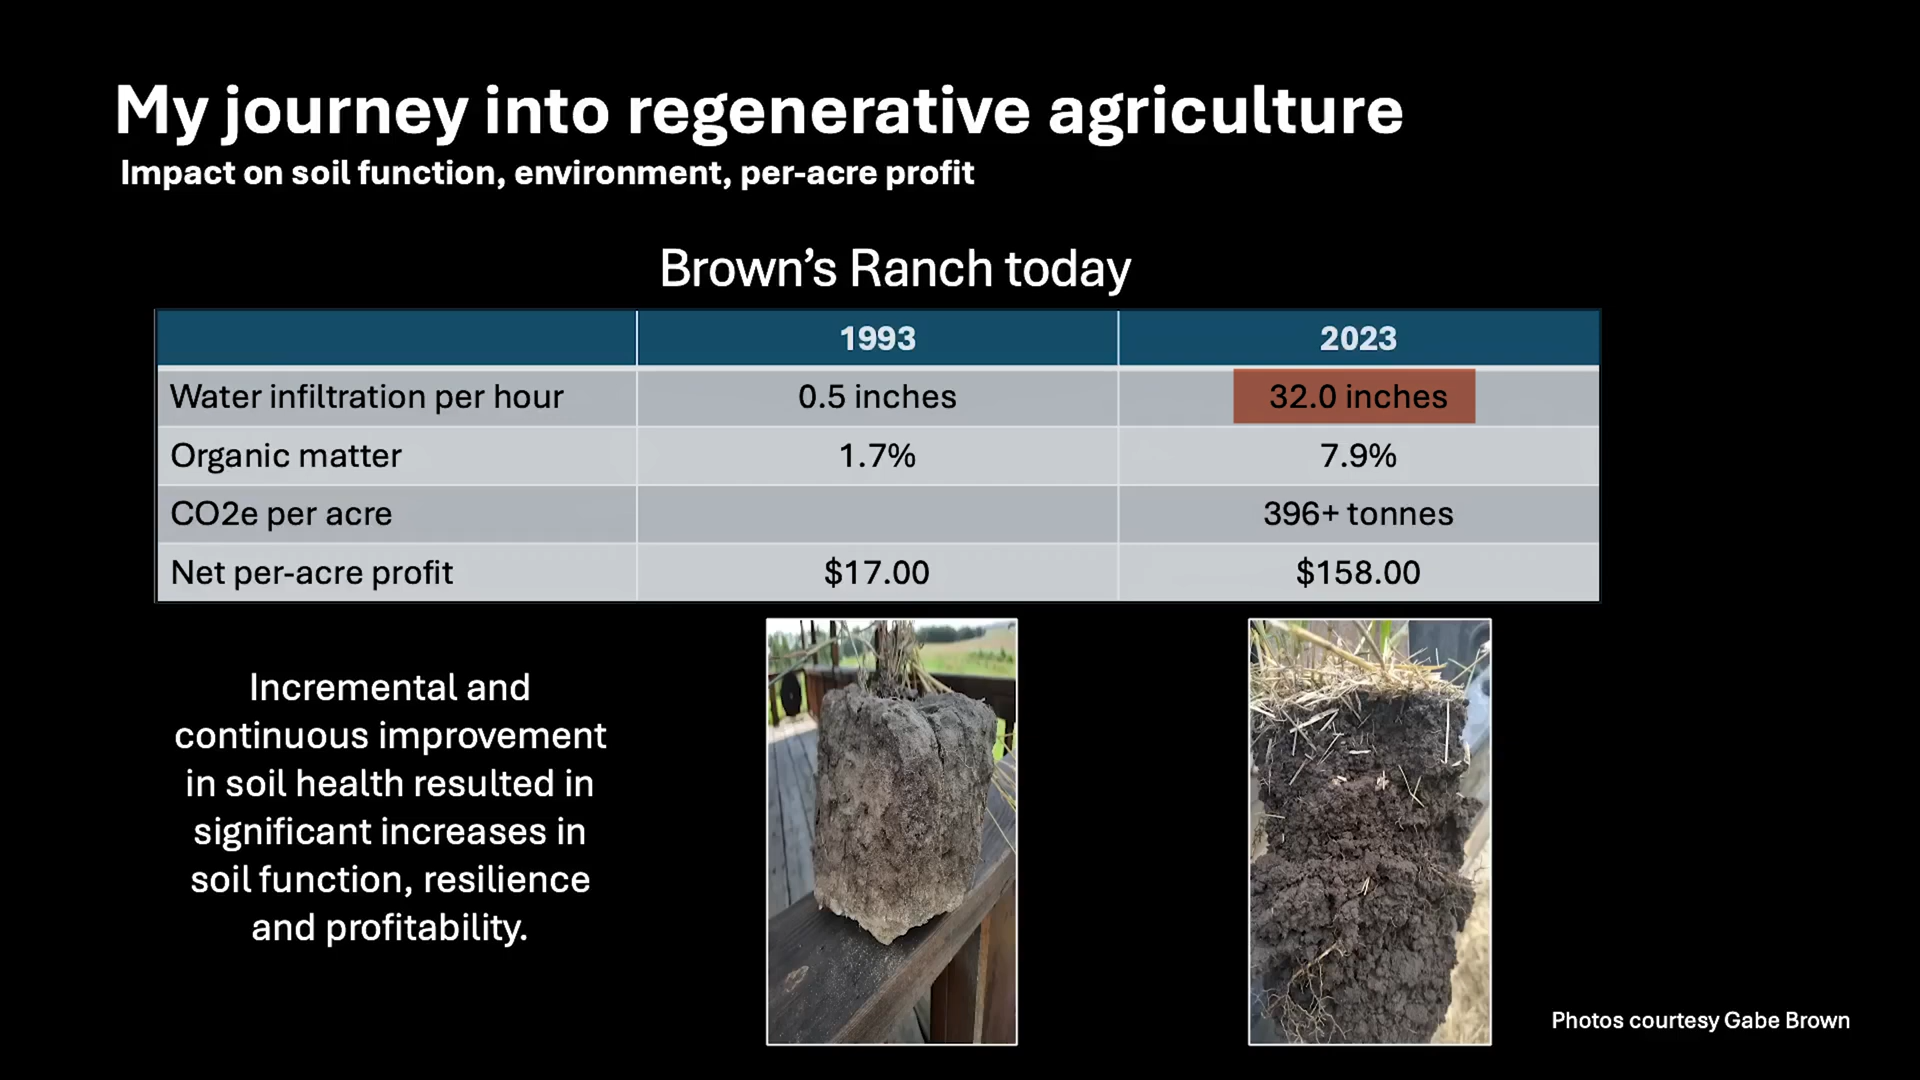 My journey into regenerative agriculture
Impact on soil function, environment, per-acre profit
Brown’s Ranch today
1993 2023
Water infiltration per hour 0.5 inches 32.0 inches
Organic matter 1.7% 7.9%
CO2e per acre 396+ tonnes
Net per-acre profit $17.00 $158.00
Incremental and
continuous improvement
in soil health resulted in
significant increases in
soil function, resilience
and profitability.
Photos courtesy Gabe Brown